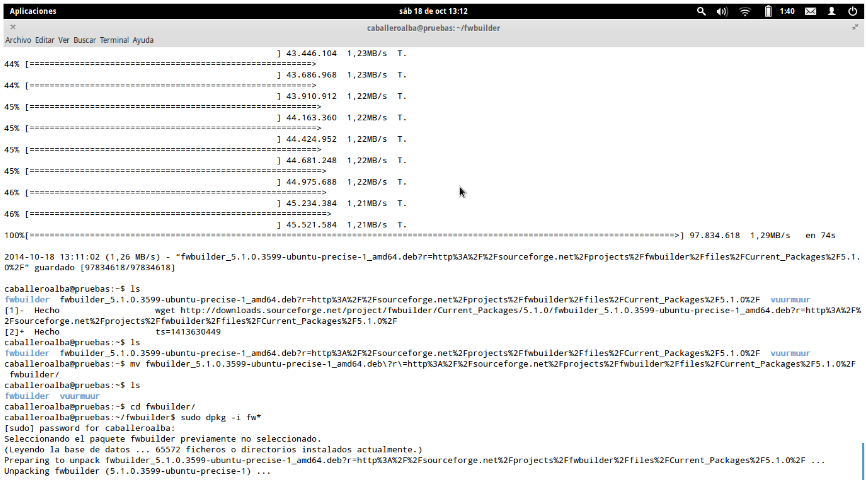 Aplicaciones
sáb 18 de oct 13:12
1:40
caballeroalba@pruebas: ~/fwbuilder
Archivo Editar Ver Buscar Terminal Ayuda
] 43.446.104 1,23MB/s T.
44% [=======================================================>
] 43.686.968 1,23MB/s T.
44% [========================================================>
] 43.910.912 1,22MB/s T.
45% [=========================================================>
] 44.163.360 1,22MB/s T.
45% [=========================================================>
] 44.424.952 1,22MB/s T.
45% [=========================================================>
] 44.681.248 1,22MB/s T.
45% [==========================================================>
] 44.975.688 1,22MB/s T.
46% [==========================================================>
] 45.234.384 1,21MB/s T.
46% [===========================================================>
] 45.521.584 1,21MB/s T.
100%[================================================================================================================================>] 97.834.618 1,29MB/s en 74s
2014-10-18 13:11:02 (1,26 MB/s) - “fwbuilder_5.1.0.3599-ubuntu-precise-1_amd64.deb?r=http%3A%2F%2Fsourceforge.net%2Fprojects%2Ffwbuilder%2Ffiles%2FCurrent_Packages%2F5.1.
0%2F” guardado [97834618/97834618]
caballeroalba@pruebas:~$ ls
fwbuilder fwbuilder_5.1.0.3599-ubuntu-precise-1_amd64.deb?r=http%3A%2F%2Fsourceforge.net%2Fprojects%2Ffwbuilder%2Ffiles%2FCurrent_Packages%2F5.1.0%2F vuurmuur
[1]- Hecho wget http://downloads.sourceforge.net/project/fwbuilder/Current_Packages/5.1.0/fwbuilder_5.1.0.3599-ubuntu-precise-1_amd64.deb?r=http%3A%2F%
2Fsourceforge.net%2Fprojects%2Ffwbuilder%2Ffiles%2FCurrent_Packages%2F5.1.0%2F
[2]+ Hecho ts=1413630449
caballeroalba@pruebas:~$ ls
fwbuilder fwbuilder_5.1.0.3599-ubuntu-precise-1_amd64.deb?r=http%3A%2F%2Fsourceforge.net%2Fprojects%2Ffwbuilder%2Ffiles%2FCurrent_Packages%2F5.1.0%2F vuurmuur
caballeroalba@pruebas:~$ mv fwbuilder_5.1.0.3599-ubuntu-precise-1_amd64.deb\?r\=http%3A%2F%2Fsourceforge.net%2Fprojects%2Ffwbuilder%2Ffiles%2FCurrent_Packages%2F5.1.0%2F
fwbuilder/
caballeroalba@pruebas:~$ ls
fwbuilder vuurmuur
caballeroalba@pruebas:~$ cd fwbuilder/
caballeroalba@pruebas:~/fwbuilder$ sudo dpkg -i fw*
[sudo] password for caballeroalba:
Seleccionando el paquete fwbuilder previamente no seleccionado.
(Leyendo la base de datos ... 65572 ficheros o directorios instalados actualmente.)
Preparing to unpack fwbuilder_5.1.0.3599-ubuntu-precise-1_amd64.deb?r=http%3A%2F%2Fsourceforge.net%2Fprojects%2Ffwbuilder%2Ffiles%2FCurrent_Packages%2F5.1.0%2F ...
Unpacking fwbuilder (5.1.0.3599-ubuntu-precise-1) ...